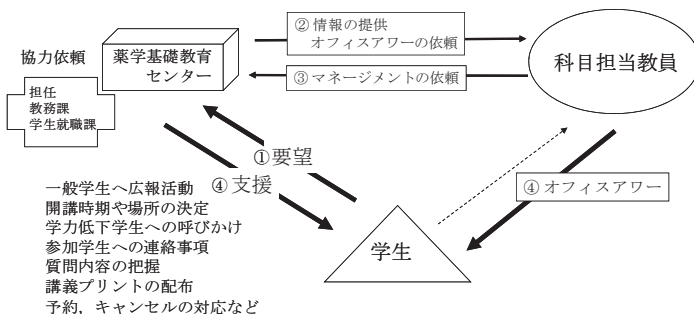 ② 情報の提供
オフィスアワーの依頼
協力依頼
薬学基礎教育
センター
科目担当教員
③ マネージメントの依頼
担任
教務課
学生就職課
①要望
④ 支援
④ オフィスアワー
一般学生へ広報活動
開講時期や場所の決定
学力低下学生への呼びかけ
参加学生への連絡事項
質問内容の把握
講義プリントの配布
予約，キャンセルの対応など
学生